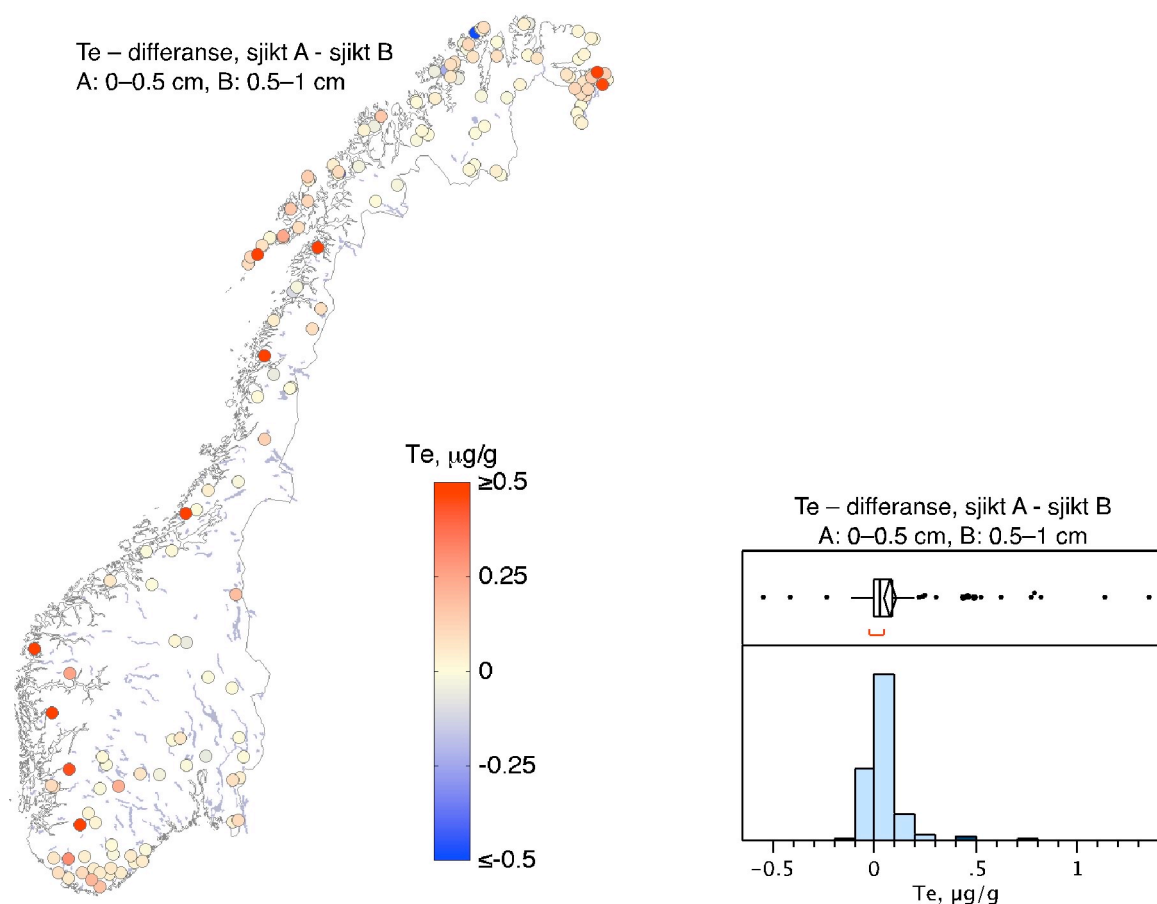 Te – differanse, sjikt A - sjikt B
A: 0–0.5 cm, B: 0.5–1 cm
Te, µg/g
≥0.5
0.25
0
-0.25
≤-0.5
Te – differanse, sjikt A - sjikt B
A: 0–0.5 cm, B: 0.5–1 cm
-0.5 0 .5 1
Te, µg/g